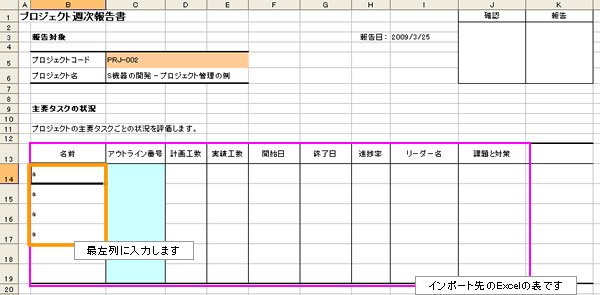 A B C D E F G H I J K
1 プロジェクト週次報告書 確認 報告
2
3 報告対象 報告日： 2009/3/25
4
5 プロジェクトコード PRJ-002
6 プロジェクト名 S機器の開発－プロジェクト管理の例
7
8
9 主要タスクの状況
10
11 プロジェクトの主要タスクごとの状況を評価します。
12
13 名前 アウトライン番号 計画工数 実績工数 開始日 終了日 進捗率 リーダー名 課題と対策
14 a
15 a
16 a
17 a
最左列に入力します
18
19
インポート先のExcelの表です
20